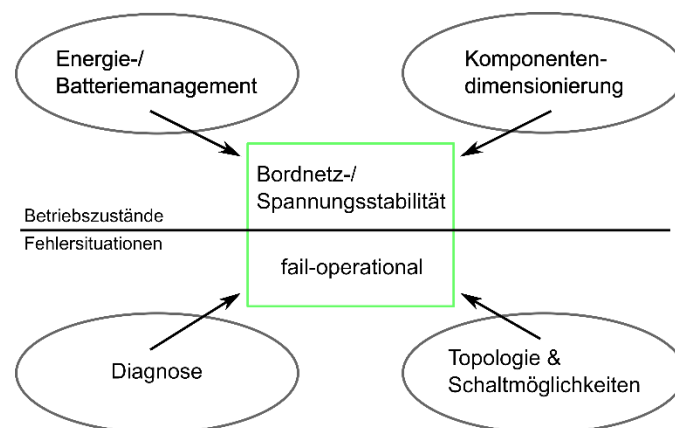 Energie-/
Batteriemanagement
Komponenten-
dimensionierung
Bordnetz-/
Spannungsstabilität
Betriebszustände
Fehlersituationen
fail-operational
Diagnose
Topologie &
Schaltmöglichkeiten